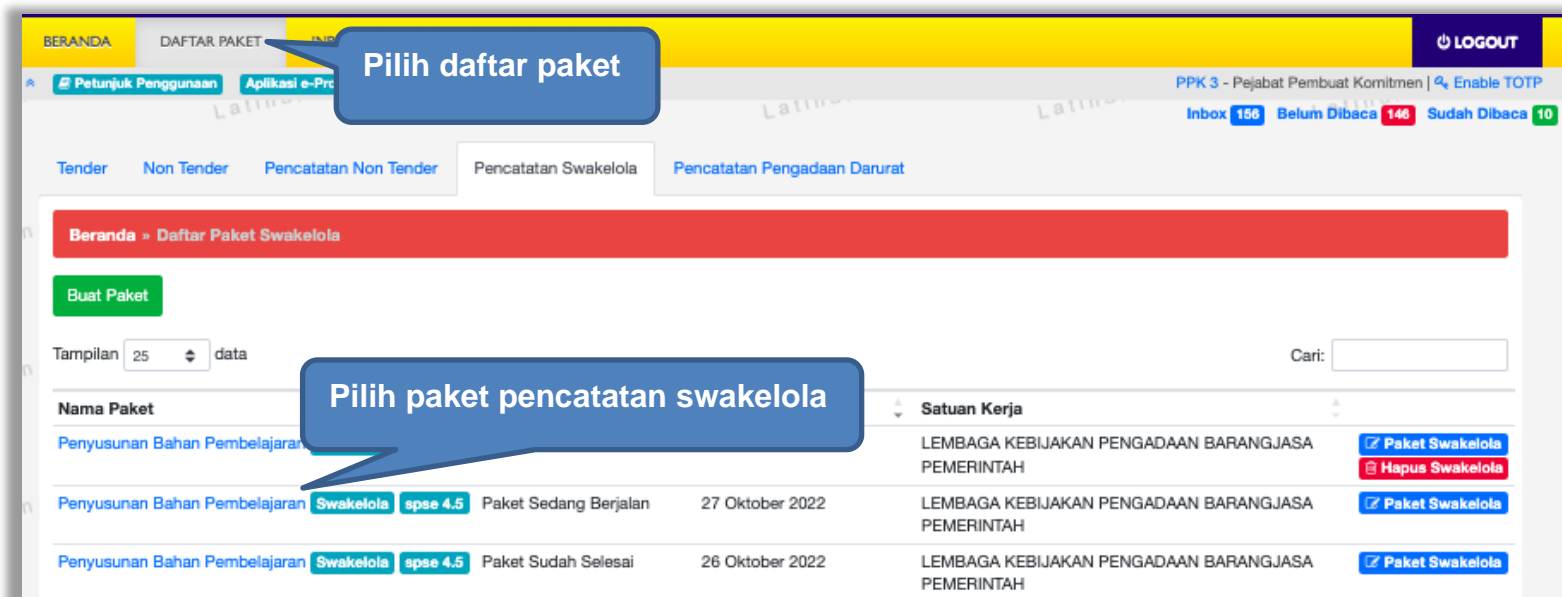 BERANDA DAFTAR PAKET
Pilih daftar paket
LOGOUT
Petunjuk Penggunaan Aplikasi
PPK 3 - Pejabat Pembuat Komitmen | Enable TOTP
Inbox 156 Belum Dibaca 146 Sudah Dibaca 10
Tender Non Tender Pencatatan Non Tender Pencatatan Swakelola Pencatatan Pengadaan Darurat
Beranda » Daftar Paket Swakelola
Buat Paket
Tampilan 25 data
Cari:
Pilih paket pencatatan swakelola
Nama Paket Satuan Kerja
Penyusunan Bahan Pembelajaran LEMBAGA KEBIJAKAN PENGADAAN BARANGJASA Paket Swakelola
PEMERINTAH Hapus Swakelola
Penyusunan Bahan Pembelajaran Swakelola spse 4.5 Paket Sedang Berjalan 27 Oktober 2022 LEMBAGA KEBIJAKAN PENGADAAN BARANGJASA Paket Swakelola
PEMERINTAH
Penyusunan Bahan Pembelajaran Swakelola spse 4.5 Paket Sudah Selesai 26 Oktober 2022 LEMBAGA KEBIJAKAN PENGADAAN BARANGJASA Paket Swakelola
PEMERINTAH